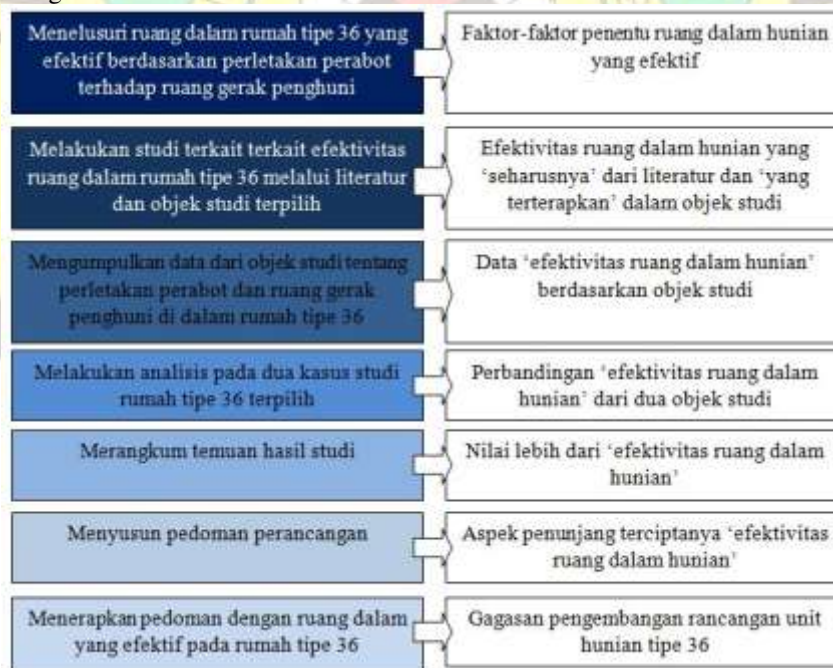 Menelusuri ruang dalam rumah tipe 36 yang
efektif berdasarkan perletakan perabot
terhadap ruang gerak penghuni
Faktor-faktor penentu ruang dalam hunian
yang efektif
Melakukan studi terkait terkait efektivitas
ruang dalam rumah tipe 36 melalui literatur
dan objek studi terpilih
Efektivitas ruang dalam hunian yang
‘seharusnya’ dari literatur dan ‘yang
terterapkan’ dalam objek studi
Mengumpulkan data dari objek studi tentang
perletakan perabot dan ruang gerak
penghuni di dalam rumah tipe 36
Data ‘efektivitas ruang dalam hunian’
berdasarkan objek studi
Melakukan analisis pada dua kasus studi
rumah tipe 36 terpilih
Perbandingan ‘efektivitas ruang dalam
hunian’ dari dua objek studi
Merangkum temuan hasil studi
Nilai lebih dari ‘efektivitas ruang dalam
hunian’
Menyusun pedoman perancangan
Aspek penunjang terciptanya ‘efektivitas
ruang dalam hunian’
Menerapkan pedoman dengan ruang dalam
yang efektif pada rumah tipe 36
Gagasan pengembangan rancangan unit
hunian tipe 36